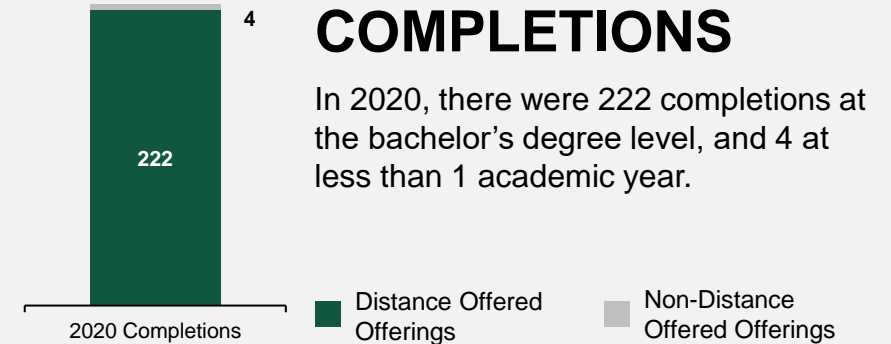 4
222
2020 Completions
COMPLETIONS
In 2020, there were 222 completions at
the bachelor’s degree level, and 4 at
less than 1 academic year.
Distance Offered
Offerings
Non-Distance
Offered Offerings